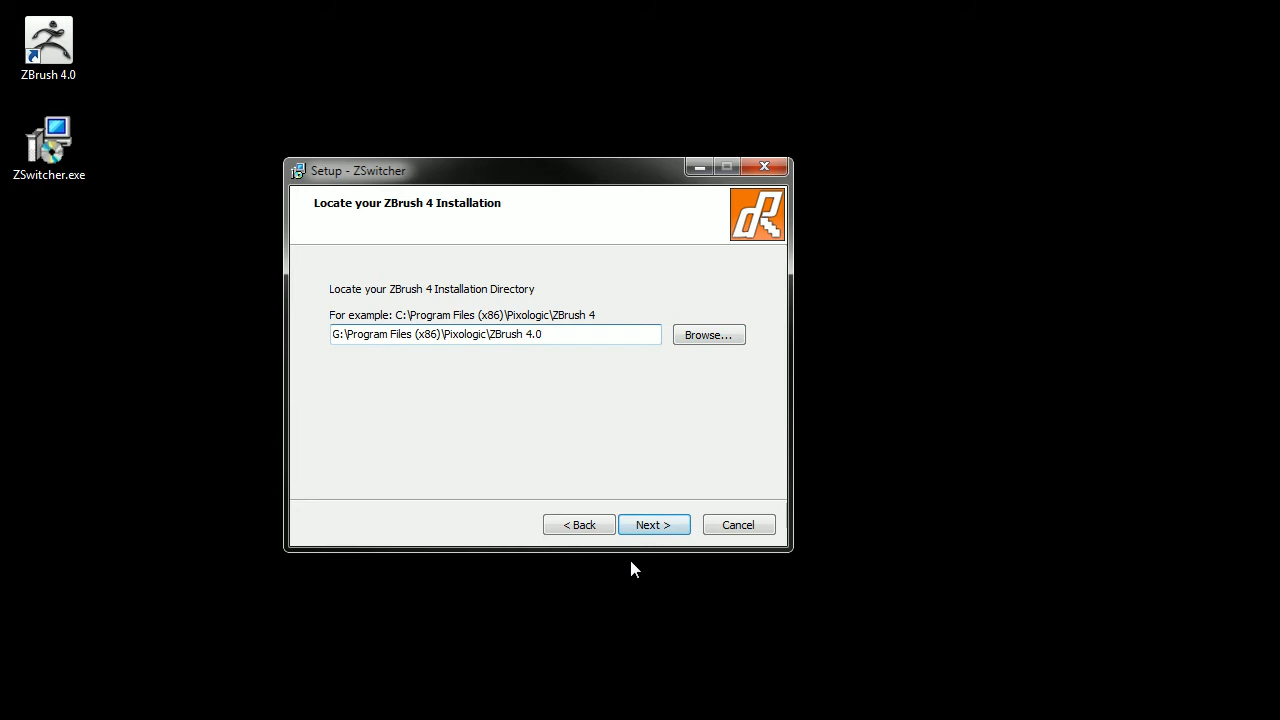 ZBrush 4.0
ZSwitcher.exe
Setup - ZSwitcher
Locate your ZBrush 4 Installation
dR
Locate your ZBrush 4 Installation Directory
For example: C:\Program Files (x86)\Pixologic\ZBrush 4
G:\Program Files (x86)\Pixologic\ZBrush 4.0
Browse...
< Back
Next >
Cancel